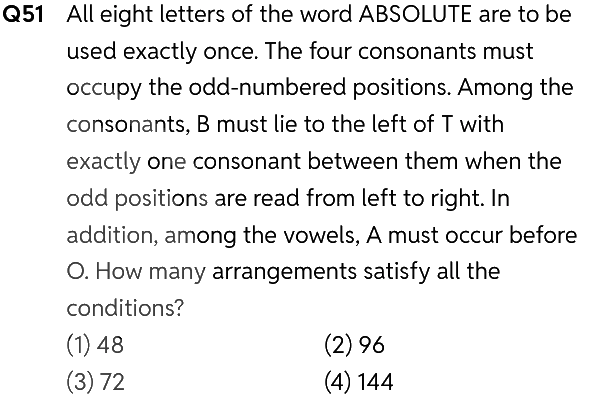 Q51 All eight letters of the word ABSOLUTE are to be
used exactly once. The four consonants must
occupy the odd-numbered positions. Among the
consonants, B must lie to the left of T with
exactly one consonant between them when the
odd positions are read from left to right. In
addition, among the vowels, A must occur before
O. How many arrangements satisfy all the
conditions?
(1) 48 (2) 96
(3) 72 (4) 144